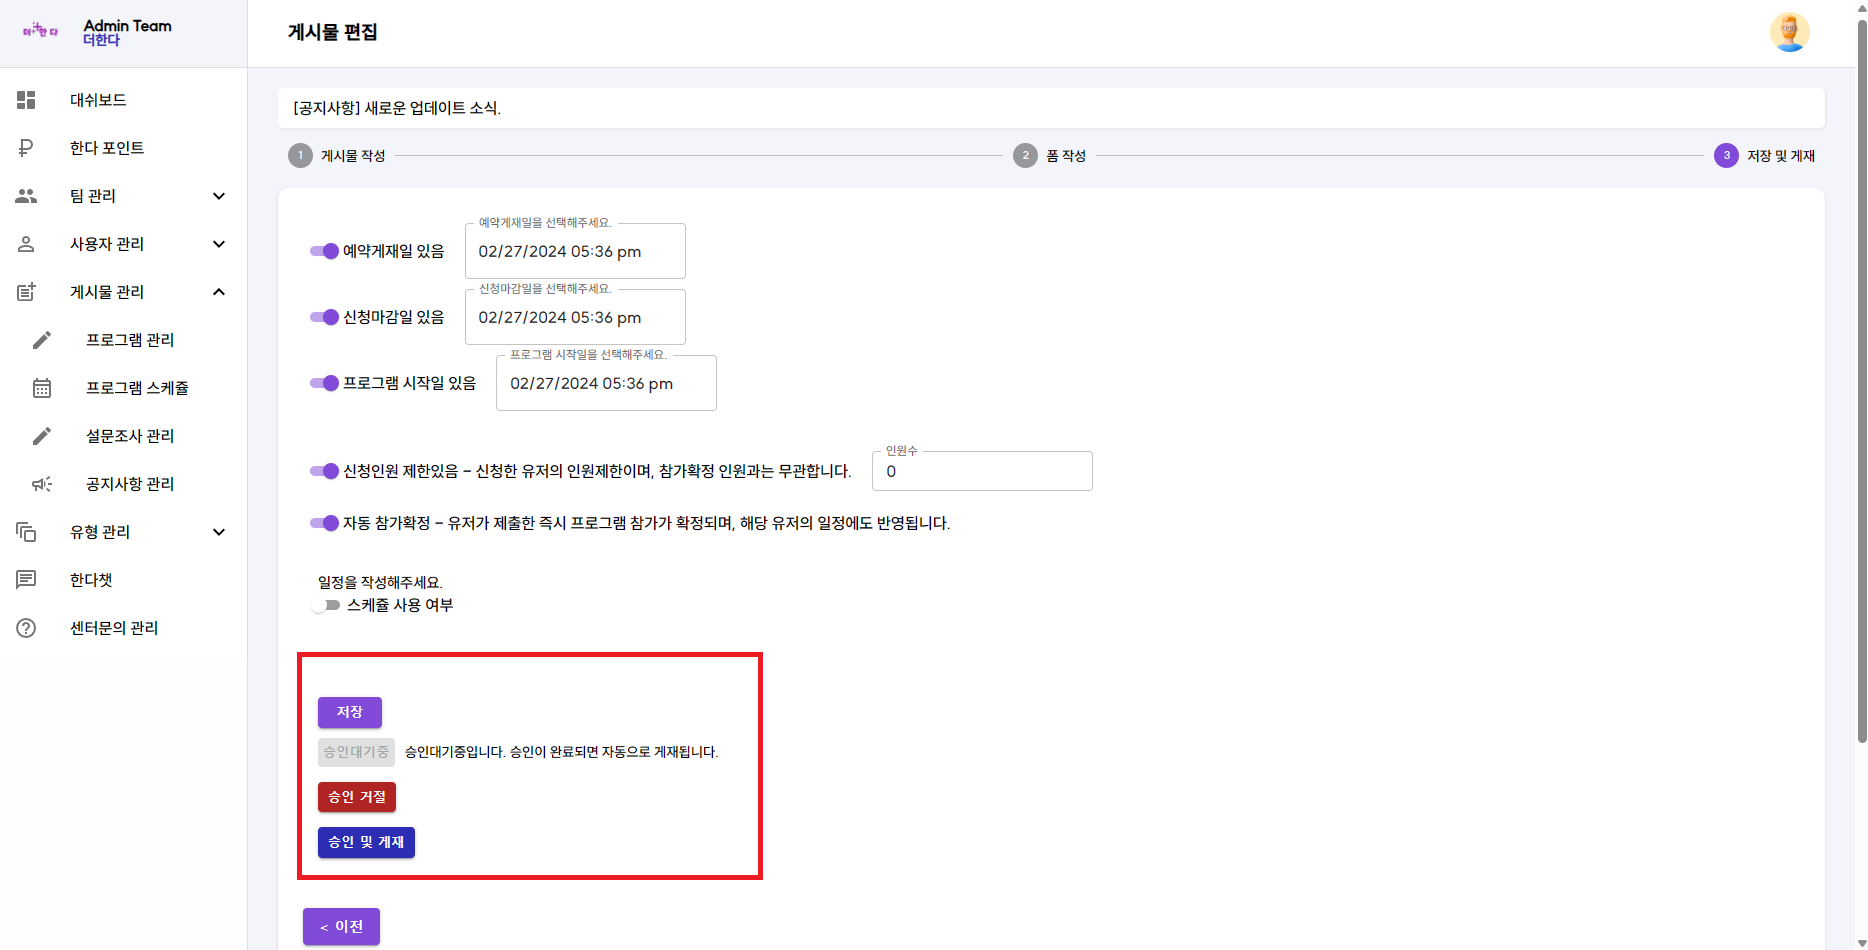 더한다
Admin Team
더한다
게시물 편집
대쉬보드
한다 포인트
팀 관리
사용자 관리
게시물 관리
프로그램 관리
프로그램 스케쥴
설문조사 관리
공지사항 관리
유형 관리
한다챗
센터문의 관리
[공지사항] 새로운 업데이트 소식.
1 게시물 작성
2 폼 작성
3 저장 및 게재
예약게재일을 선택해주세요.
예약게재일 있음 02/27/2024 05:36 pm
신청마감일을 선택해주세요.
신청마감일 있음 02/27/2024 05:36 pm
프로그램 시작일을 선택해주세요.
프로그램 시작일 있음 02/27/2024 05:36 pm
인원수
신청인원 제한있음 - 신청한 유저의 인원제한이며, 참가확정 인원과는 무관합니다. 0
자동 참가확정 - 유저가 제출한 즉시 프로그램 참가가 확정되며, 해당 유저의 일정에도 반영됩니다.
일정을 작성해주세요.
스케쥴 사용 여부
저장
승인대기중 승인대기중입니다. 승인이 완료되면 자동으로 게재됩니다.
승인 거절
승인 및 게재
< 이전